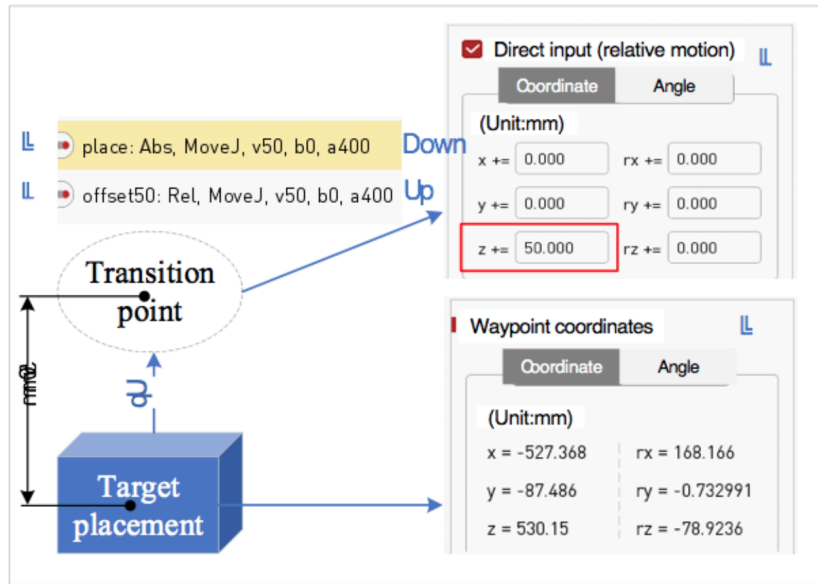 Direct input (relative motion)
Coordinate Angle
(Unit:mm)
x += 0.000 rx += 0.000
y += 0.000 ry += 0.000
z += 50.000 rz += 0.000
place: Abs, MoveJ, v50, b0, a400 Down
offset50: Rel, MoveJ, v50, b0, a400 Up
Transition
point
Up
Target
placement
Waypoint coordinates
Coordinate Angle
(Unit:mm)
x = -527.368 rx = 168.166
y = -87.486 ry = -0.732991
z = 530.15 rz = -78.9236